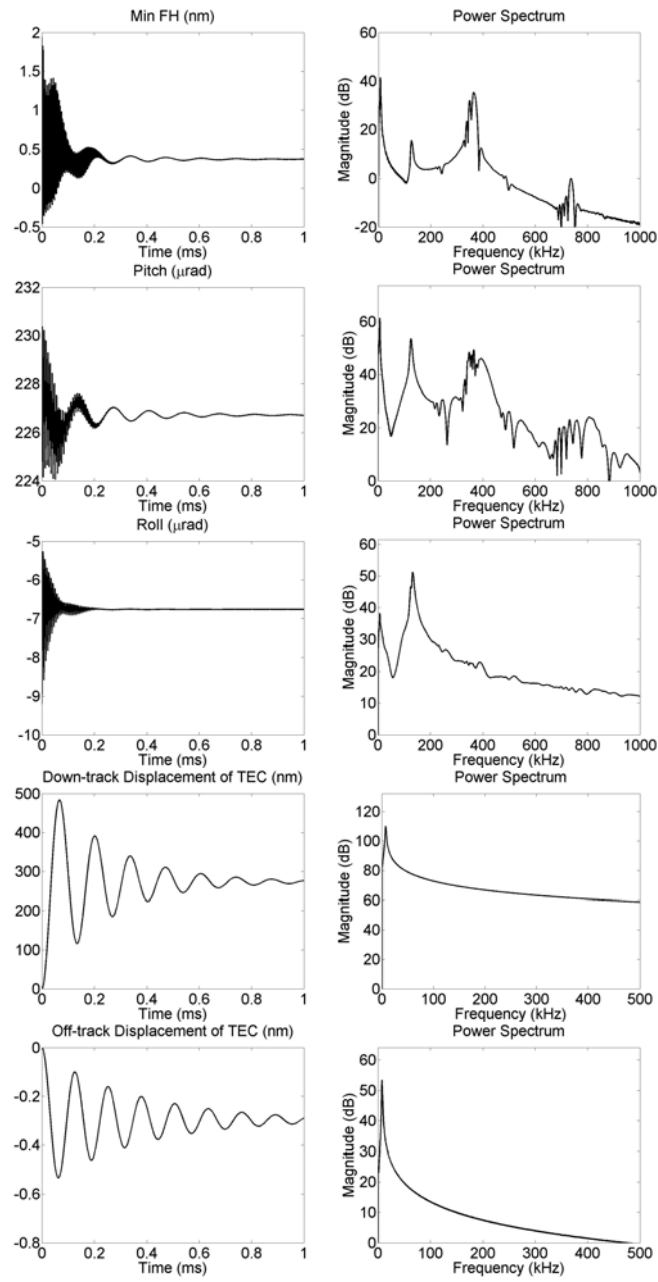 Min FH (nm)
2
1.5
1
0.5
0
-0.5
0 0.2 0.4 0.6 0.8 1
Time (ms)
Power Spectrum
Magnitude (dB)
60
40
20
0
-20
0 200 400 600 800 1000
Frequency (kHz)
Pitch (μrad)
232
230
228
226
224
0 0.2 0.4 0.6 0.8 1
Time (ms)
Power Spectrum
Magnitude (dB)
60
40
20
0
0 200 400 600 800 1000
Frequency (kHz)
Roll (μrad)
-5
-6
-7
-8
-9
-10
0 0.2 0.4 0.6 0.8 1
Time (ms)
Power Spectrum
Magnitude (dB)
60
50
40
30
20
10
0
0 200 400 600 800 1000
Frequency (kHz)
Down-track Displacement of TEC (nm)
500
400
300
200
100
0
0 0.2 0.4 0.6 0.8 1
Time (ms)
Power Spectrum
Magnitude (dB)
120
100
80
60
40
20
0
0 100 200 300 400 500
Frequency (kHz)
Off-track Displacement of TEC (nm)
0
-0.2
-0.4
-0.6
-0.8
0 0.2 0.4 0.6 0.8 1
Time (ms)
Power Spectrum
Magnitude (dB)
60
50
40
30
20
10
0
0 100 200 300 400 500
Frequency (kHz)